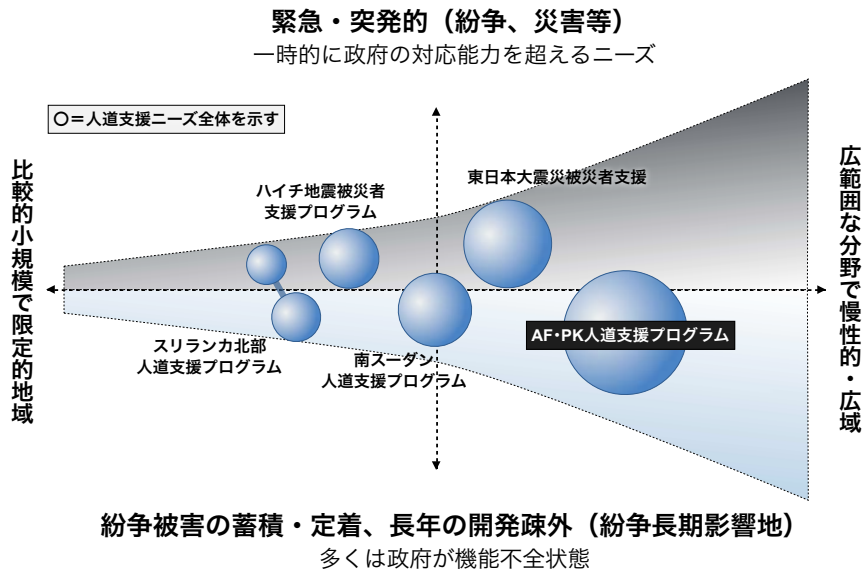 緊急・突発的（紛争、災害等）
一時的に政府の対応能力を超えるニーズ
〇＝人道支援ニーズ全体を示す
比較的小規模で限定的地域
ハイチ地震被災者
支援プログラム
東日本大震災被災者支援
広範囲な分野で慢性的・広域
スリランカ北部
人道支援プログラム
南スーダン
人道支援プログラム
AF・PK人道支援プログラム
紛争被害の蓄積・定着、長年の開発疎外（紛争長期影響地）
多くは政府が機能不全状態